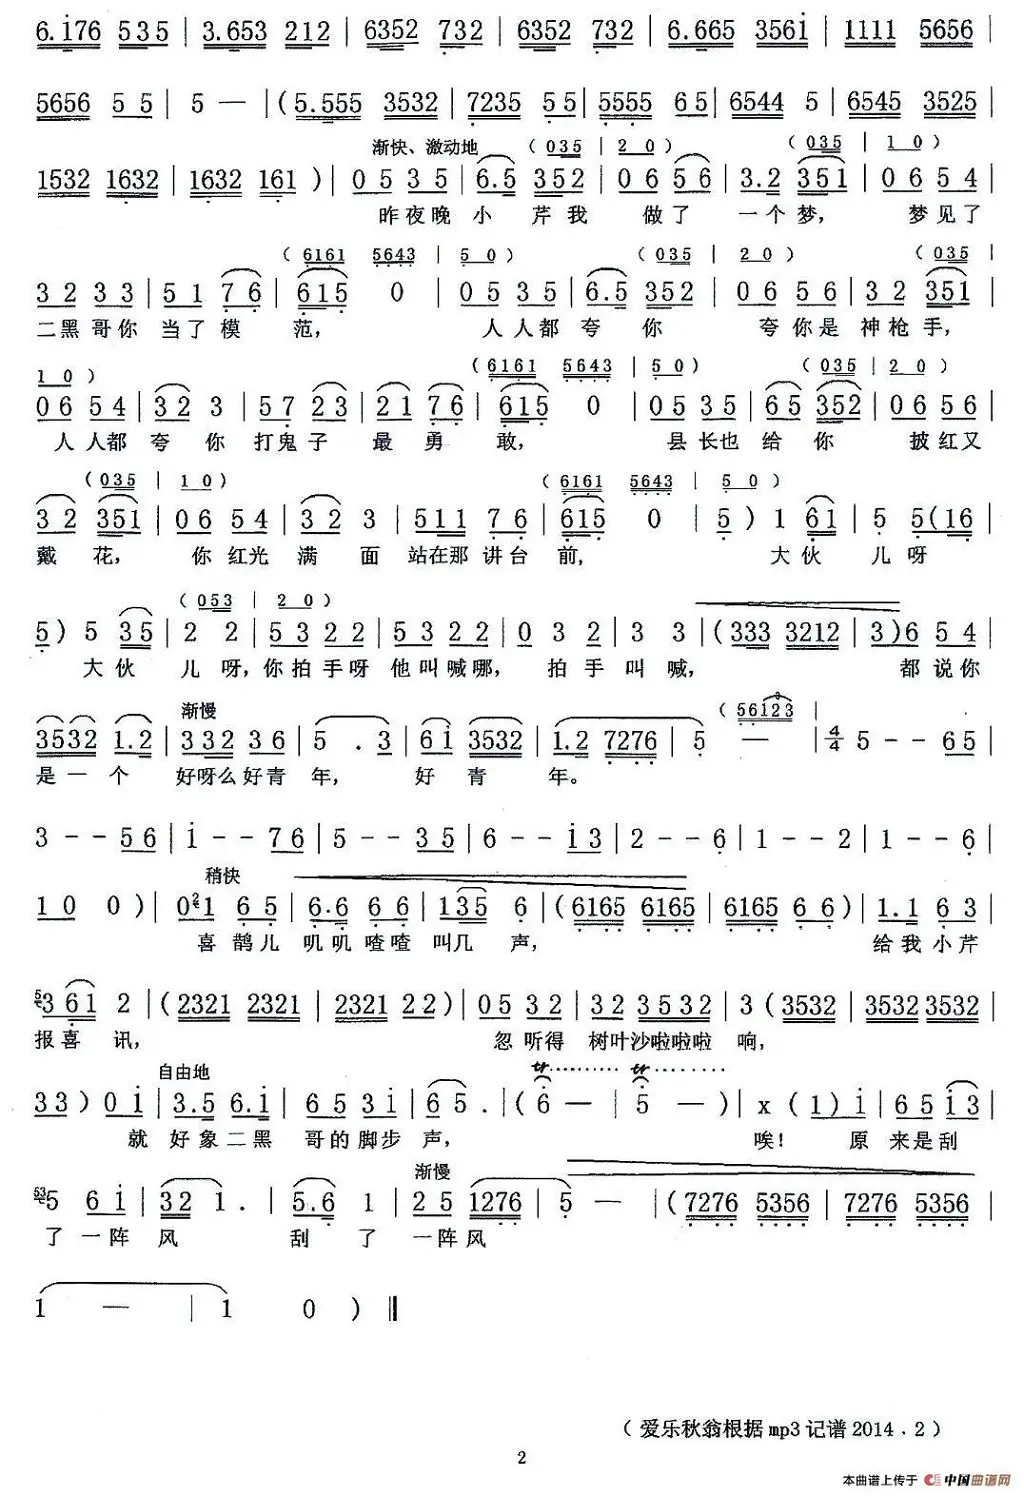 6.i76 535 | 3.653 212 | 6352 732 | 6352 732 | 6.665 356i | 1111 5656 |
5656 5 5 | 5 — | (5.555 3532 | 7235 5 5 | 5555 6 5 | 6544 5 | 6545 3525 |
渐快、激动地 (035 | 2 0) (035 | 1 0)
1532 1632 | 1632 161 ) | 0 5 3 5 | 6.5 352 | 0 6 5 6 | 3.2 351 | 0 6 5 4 |
昨夜晚 小 芹我 做了 一个梦, 梦见了
(6161 5643 | 5 0) (035 | 2 0) (035
3 2 3 3 | 5 1 7 6 | 615 0 | 0 5 3 5 | 6.5 352 | 0 6 5 6 | 3 2 351 |
二黑哥你 当了模 范, 人人都 夸 你 夸你是 神枪手,
1 0) (6161 5643 | 5 0) (035 | 2 0)
0 6 5 4 | 3 2 3 | 5 7 2 3 | 2 1 7 6 | 615 0 | 0 5 3 5 | 6 5 352 | 0 6 5 6 |
人人都 夸 你 打鬼子 最 勇 敢, 县长也 给 你 披红又
(035 | 1 0) (6161 5643 | 5 0)
3 2 351 | 0 6 5 4 | 3 2 3 | 511 7 6 | 615 0 | 5 ) 1 61 | 5 5(16 |
戴 花, 你红光 满 面 站在那讲台 前, 大伙 儿呀
(053 | 2 0)
5 ) 5 35 | 2 2 | 5 3 2 2 | 5 3 2 2 | 0 3 2 | 3 3 | (333 3212 | 3 )6 5 4 |
大伙 儿呀,你拍手呀 他叫喊哪, 拍手叫喊, 都说你
渐慢 (56i23 |
3532 1.2 | 332 3 6 | 5 . 3 | 6 i 3532 | 1.2 7276 | 5 — | 4/4 5 - - 6 5 |
是一个 好呀么好青 年, 好 青 年。
3 - - 5 6 | i - - 7 6 | 5 - - 3 5 | 6 - - i 3 | 2 - - 6 | 1 - - 2 | 1 - - 6 |
稍快
1 0 0 ) | 0 2 1 6 5 | 6.6 6 6 | 135 6 | (6165 6165 | 6165 6 6 ) | 1.1 6 3 |
喜鹊儿 叽叽喳喳 叫几 声, 给我小芹
5 3 61 2 | (2321 2321 | 2321 2 2 ) | 0 5 3 2 | 3 2 3 5 3 2 | 3 (3532 | 3532 3532 |
报喜 讯, 忽听得 树叶沙啦啦啦 响,
自由地 tr……… tr………
3 3 ) 0 i | 3.5 6.i | 6 5 3 i | 6 5 . | ( 6 — | 5 — ) | x ( 1 ) i | 6 5 i 3 |
就 好象二黑 哥的脚步 声, 唉! 原 来是刮
渐慢
53 5 6 i | 3 2 1 . | 5.6 1 | 2 5 1276 | 5 — | (7276 5356 | 7276 5356 |
了一阵 风 刮 了 一阵风
1 — | 1 0 ) ‖
(爱乐秋翁根据mp3记谱2014.2)
2
本曲谱上传于 中国曲谱网